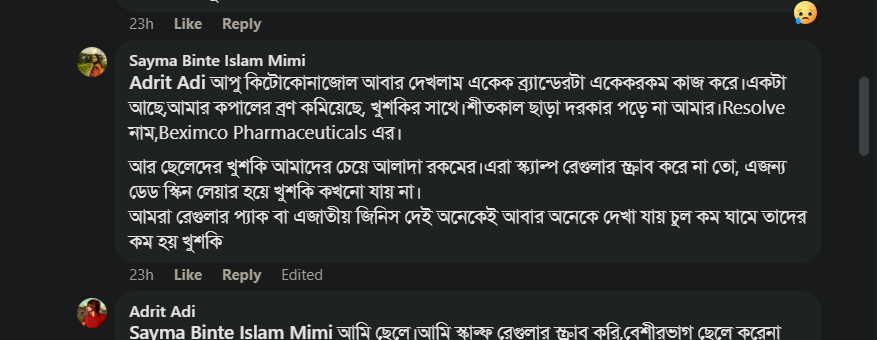 23h Like Reply
Sayma Binte Islam Mimi
Adrit Adi আপু কিটোকোনাজোল আবার দেখলাম একেক ব্র্যান্ডেরটা একেকরকম কাজ করে।একটা
আছে,আমার কপালের ব্রণ কমিয়েছে, খুশকির সাথে।শীতকাল ছাড়া দরকার পড়ে না আমার।Resolve
নাম,Beximco Pharmaceuticals এর।
আর ছেলেদের খুশকি আমাদের চেয়ে আলাদা রকমের।এরা স্ক্যাল্প রেগুলার স্ক্রাব করে না তো, এজন্য
ডেড স্কিন লেয়ার হয়ে খুশকি কখনো যায় না।
আমরা রেগুলার প্যাক বা এজাতীয় জিনিস দেই অনেকেই আবার অনেকে দেখা যায় চুল কম ঘামে তাদের
কম হয় খুশকি
23h Like Reply Edited
Adrit Adi
Sayma Binte Islam Mimi আমি ছেলে।আমি স্কাল্ফ রেগুলার স্ক্রাব করি,বেশীরভাগ ছেলে করেনা